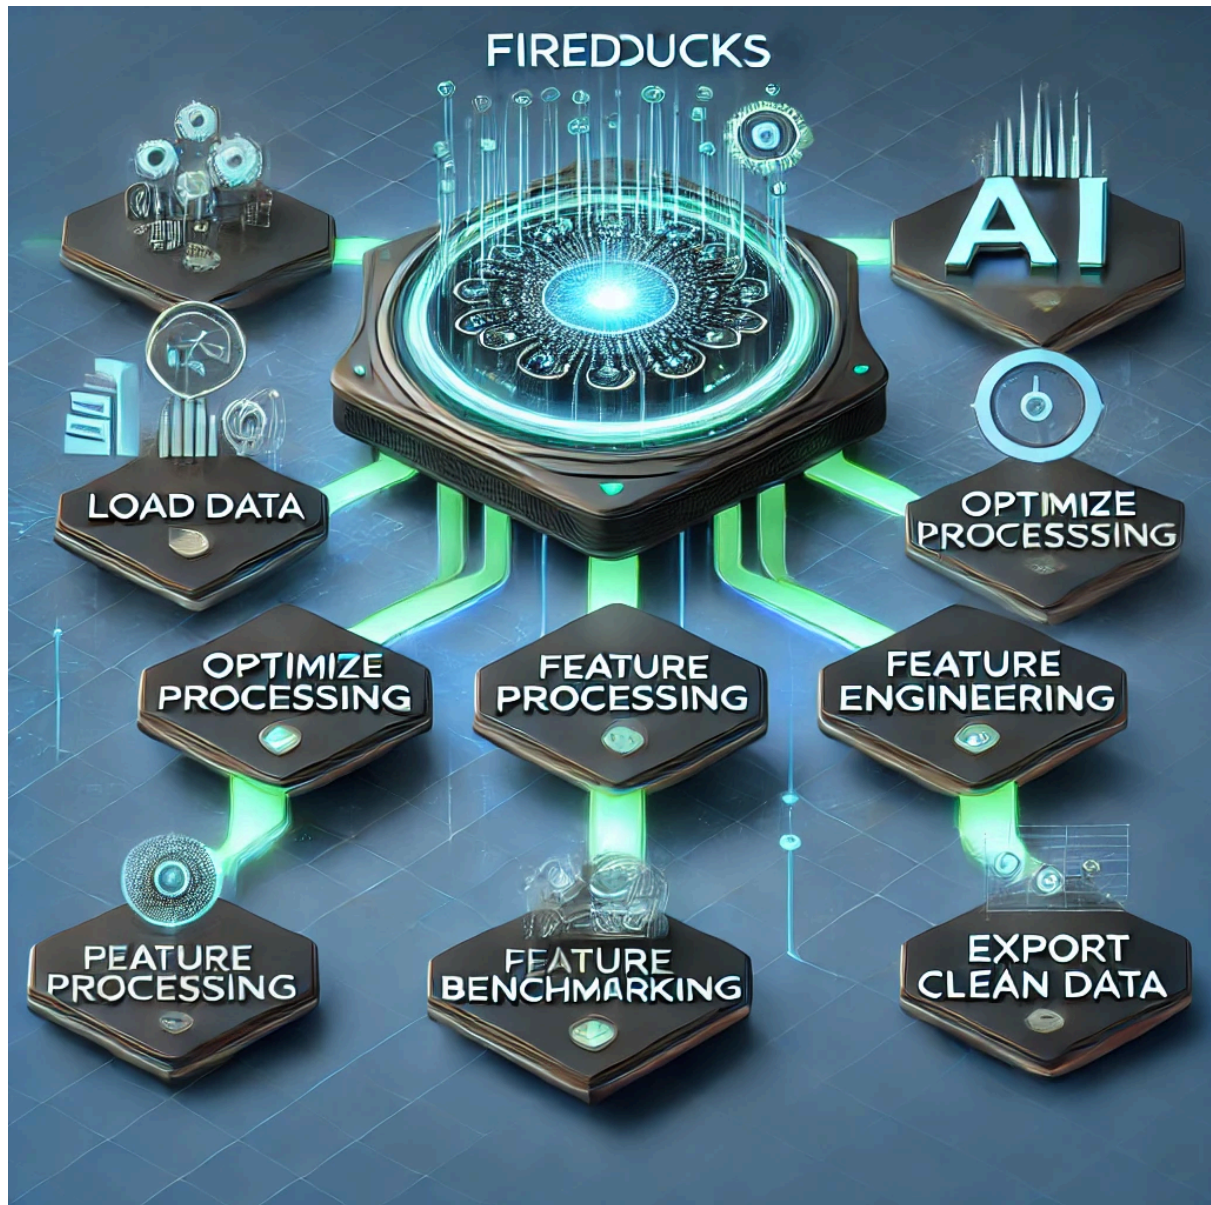 FIREDDUCKS
AI
LOAD DATA
OPTIMIZE
PROCESSSING
OPTIMIZE
PROCESSING
FEATURE
PROCESSING
FEATURE
ENGINEERING
PEATURE
PROCESSING
FEATURE
BENCHMARKING
EXPORT
CLEAN DATA